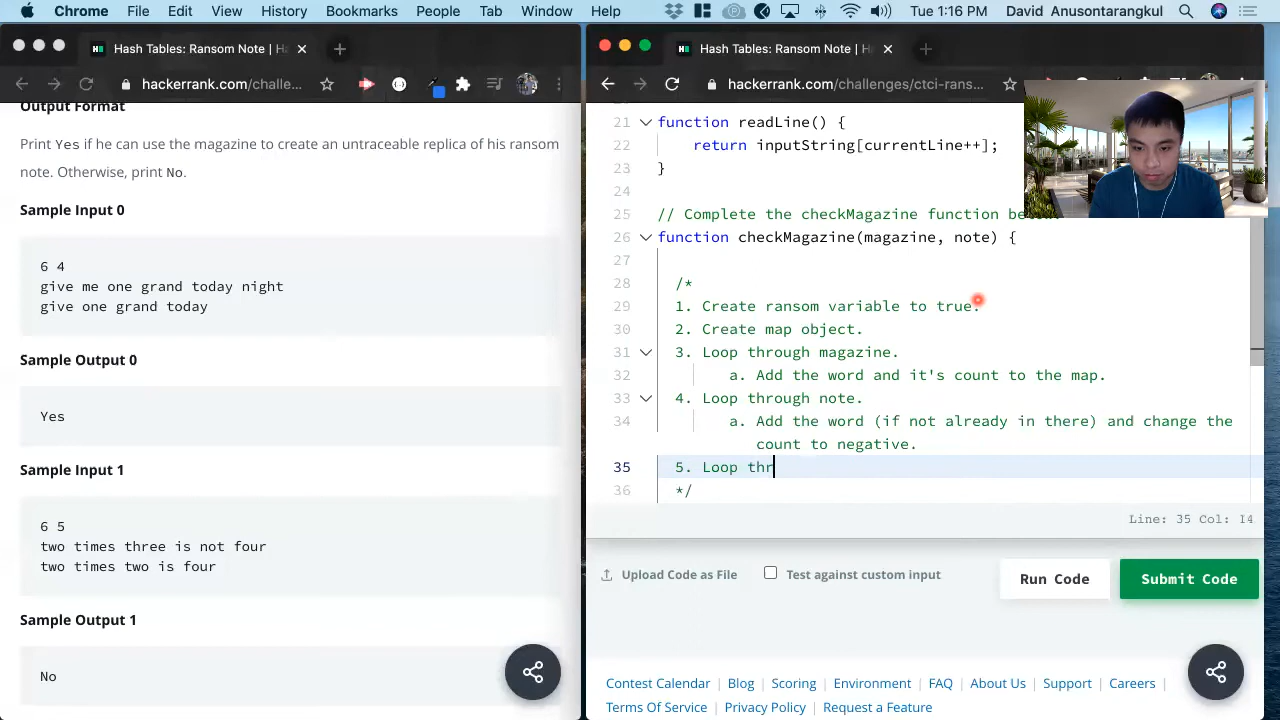 Chrome File Edit View History Bookmarks People Tab Window Help Tue 1:16 PM David Anusontarangkul
Hash Tables: Ransom Note | Ha
hackerrank.com/challe...
Output Format
Print Yes if he can use the magazine to create an untraceable replica of his ransom
note. Otherwise, print No.
Sample Input 0
6 4
give me one grand today night
give one grand today
Sample Output 0
Yes
Sample Input 1
6 5
two times three is not four
two times two is four
Sample Output 1
No
Hash Tables: Ransom Note | Ha
hackerrank.com/challenges/ctci-rans...
21 function readLine() {
22 return inputString[currentLine++];
23 }
24
25 // Complete the checkMagazine function be
26 function checkMagazine(magazine, note) {
27
28 /*
29 1. Create ransom variable to true.
30 2. Create map object.
31 3. Loop through magazine.
32 a. Add the word and it's count to the map.
33 4. Loop through note.
34 a. Add the word (if not already in there) and change the
count to negative.
35 5. Loop thr
36 */
Line: 35 Col: 14
Upload Code as File Test against custom input Run Code Submit Code
Contest Calendar | Blog | Scoring | Environment | FAQ | About Us | Support | Careers |
Terms Of Service | Privacy Policy | Request a Feature